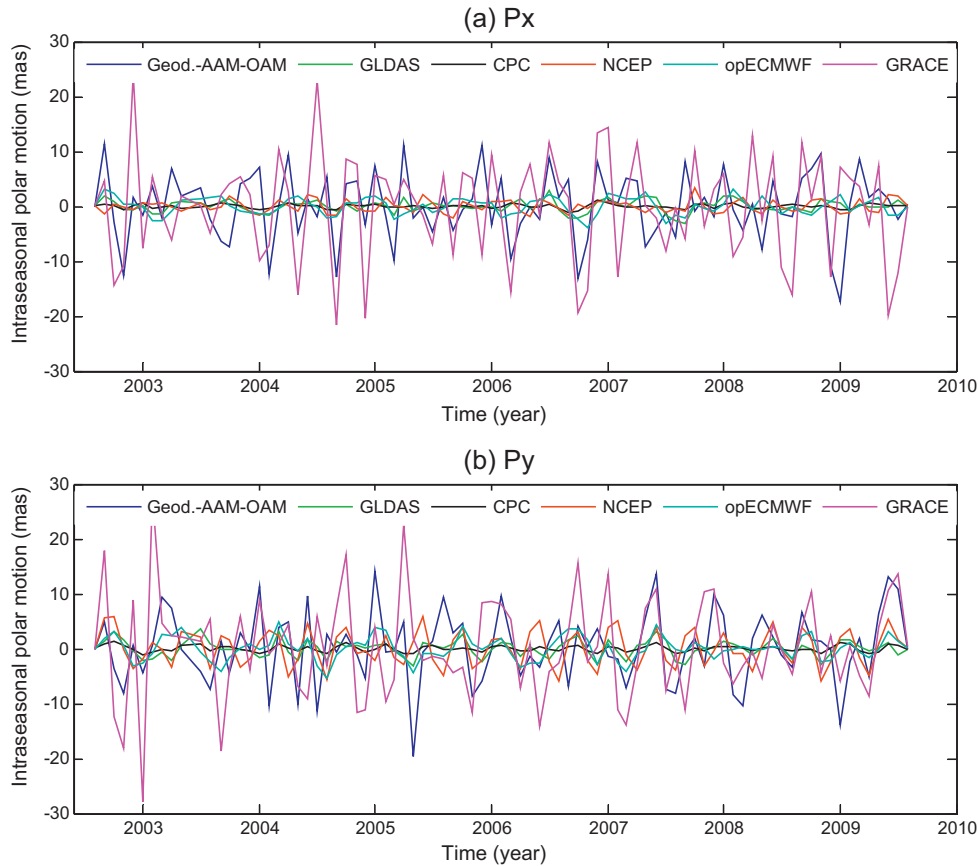 (a) Px
Intraseasonal polar motion (mas)
30
20
10
0
-10
-20
-30
Geod.-AAM-OAM GLDAS CPC NCEP opECMWF GRACE
2003 2004 2005 2006 2007 2008 2009 2010
Time (year)
(b) Py
Intraseasonal polar motion (mas)
30
20
10
0
-10
-20
-30
Geod.-AAM-OAM GLDAS CPC NCEP opECMWF GRACE
2003 2004 2005 2006 2007 2008 2009 2010
Time (year)